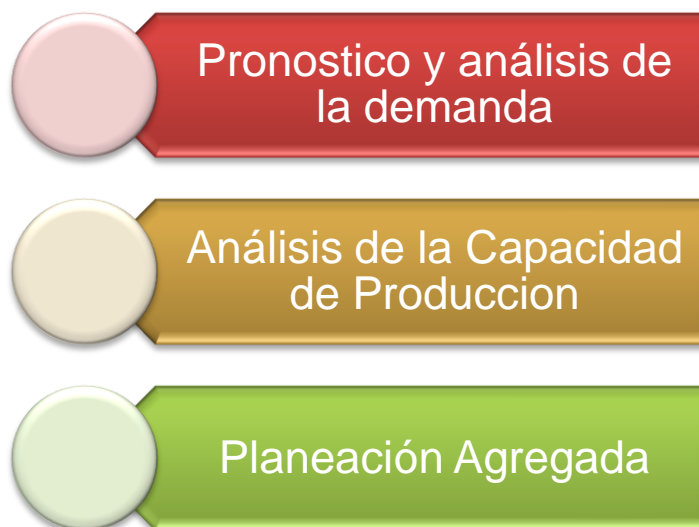 Pronostico y análisis de
la demanda
Análisis de la Capacidad
de Produccion
Planeación Agregada